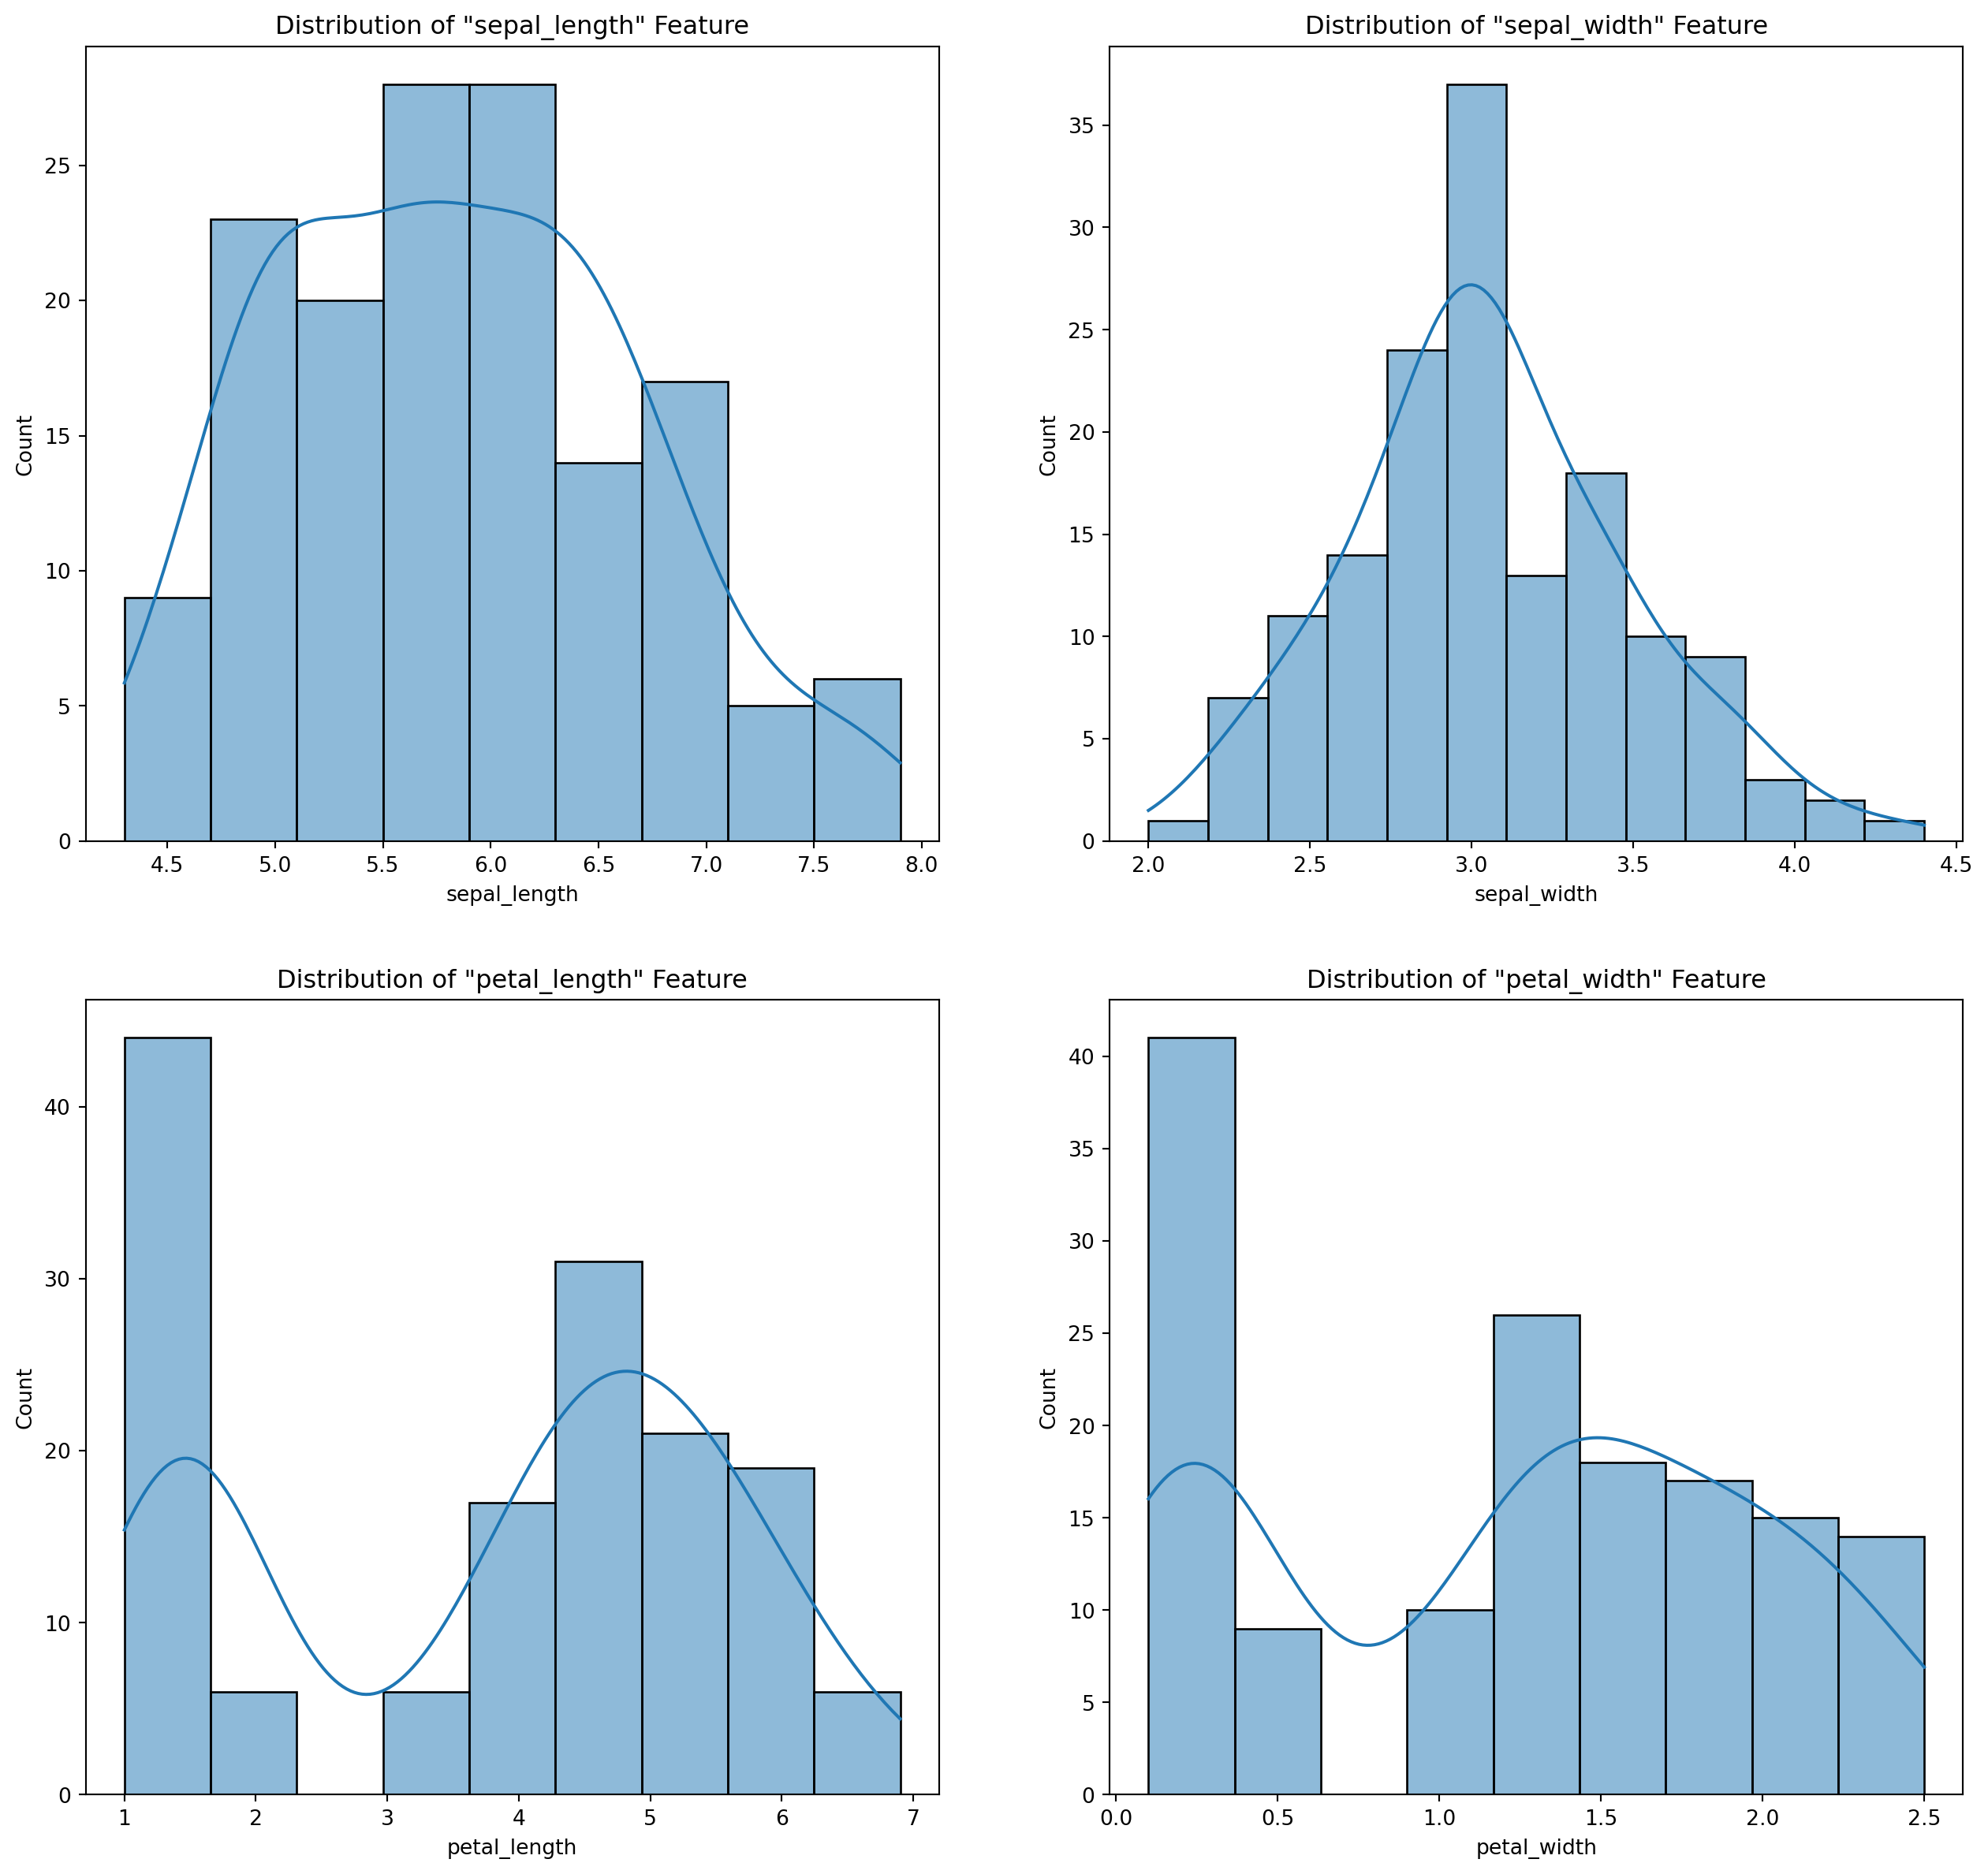 Distribution of "sepal_length" Feature
Count
25
20
15
10
5
0
4.5 5.0 5.5 6.0 6.5 7.0 7.5 8.0
sepal_length
Distribution of "sepal_width" Feature
Count
35
30
25
20
15
10
5
0
2.0 2.5 3.0 3.5 4.0 4.5
sepal_width
Distribution of "petal_length" Feature
Count
40
30
20
10
0
1 2 3 4 5 6 7
petal_length
Distribution of "petal_width" Feature
Count
40
35
30
25
20
15
10
5
0
0.0 0.5 1.0 1.5 2.0 2.5
petal_width